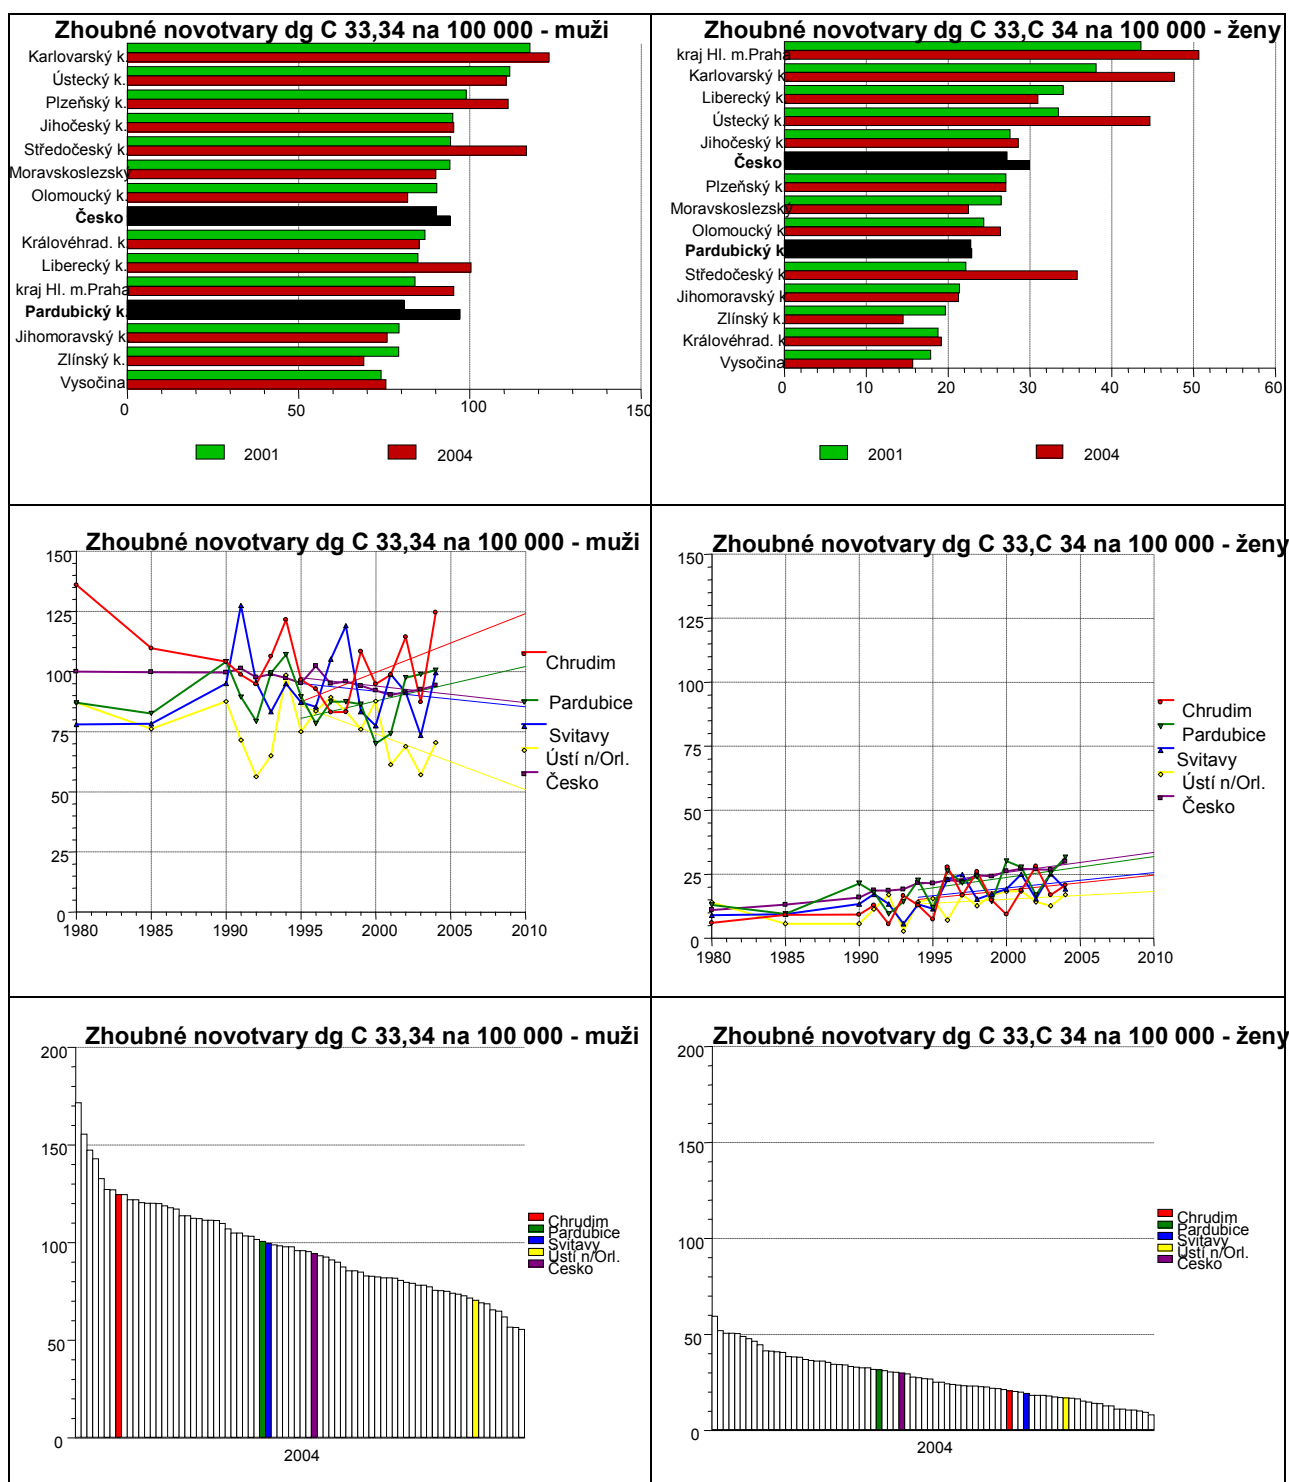 Zhoubné novotvary dg C 33,34 na 100 000 - muži
Karlovarský k.
Ústecký k.
Plzeňský k.
Jihočeský k.
Středočeský k
Moravskoslezský
Olomoucký k.
Česko
Královéhrad. k
Liberecký k.
kraj Hl. m.Praha
Pardubický k.
Jihomoravský k
Zlínský k.
Vysočina
0 50 100 150
2001 2004
Zhoubné novotvary dg C 33,C 34 na 100 000 - ženy
kraj Hl. m.Praha
Karlovarský k
Liberecký k
Ústecký k.
Jihočeský k
Česko
Plzeňský k
Moravskoslezský
Olomoucký k
Pardubický k
Středočeský k
Jihomoravský k
Zlínský k.
Královéhrad. k
Vysočina
0 10 20 30 40 50 60
2001 2004
Zhoubné novotvary dg C 33,34 na 100 000 - muži
150
125
100
75
50
25
0
1980 1985 1990 1995 2000 2005 2010
Chrudim
Pardubice
Svitavy
Ústí n/Orl.
Česko
Zhoubné novotvary dg C 33,C 34 na 100 000 - ženy
150
125
100
75
50
25
0
1980 1985 1990 1995 2000 2005 2010
Chrudim
Pardubice
Svitavy
Ústí n/Orl.
Česko
Zhoubné novotvary dg C 33,34 na 100 000 - muži
200
150
100
50
0
2004
Chrudim
Pardubice
Svitavy
Ústí n/Orl.
Česko
Zhoubné novotvary dg C 33,C 34 na 100 000 - ženy
200
150
100
50
0
2004
Chrudim
Pardubice
Svitavy
Ústí n/Orl.
Česko